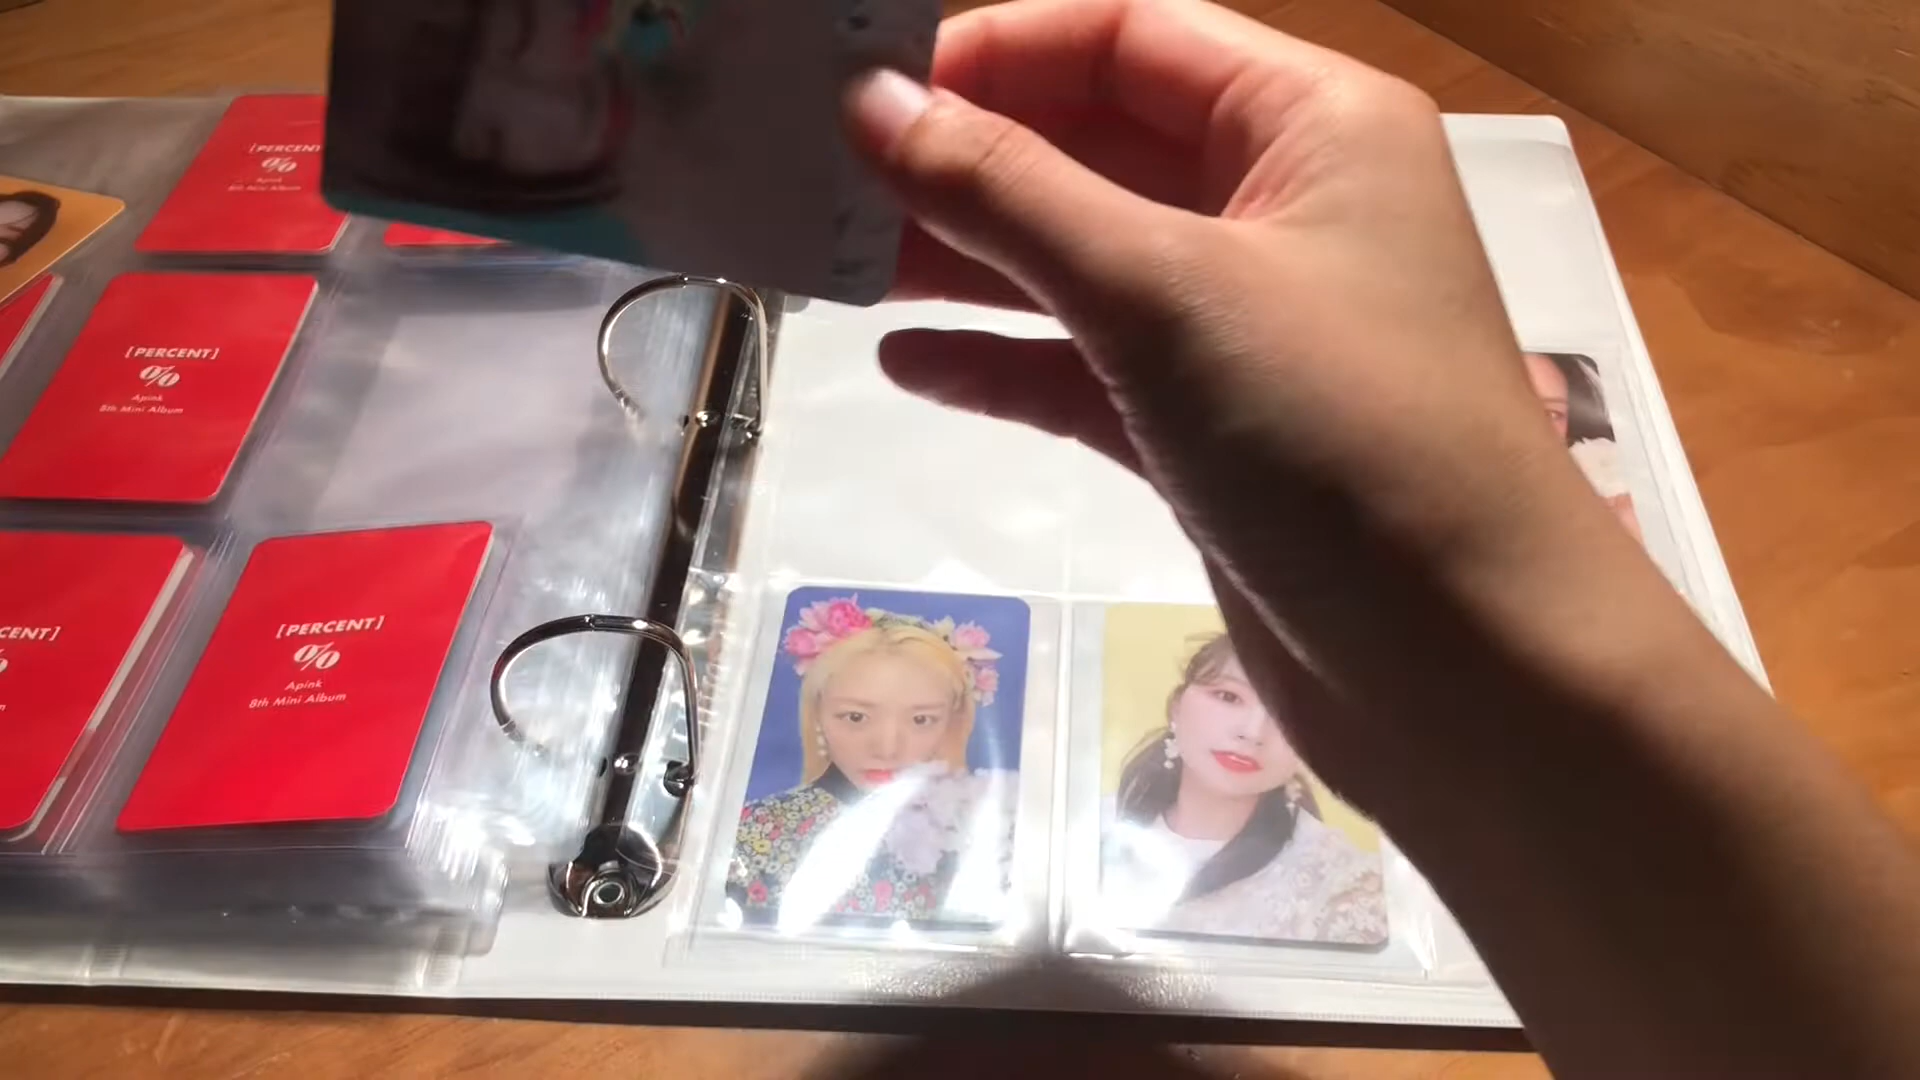 [PERCENT]
%
Apink
8th Mini Album
[PERCENT]
%
Apink
8th Mini Album
CENT]
%
[PERCENT]
%
Apink
8th Mini Album